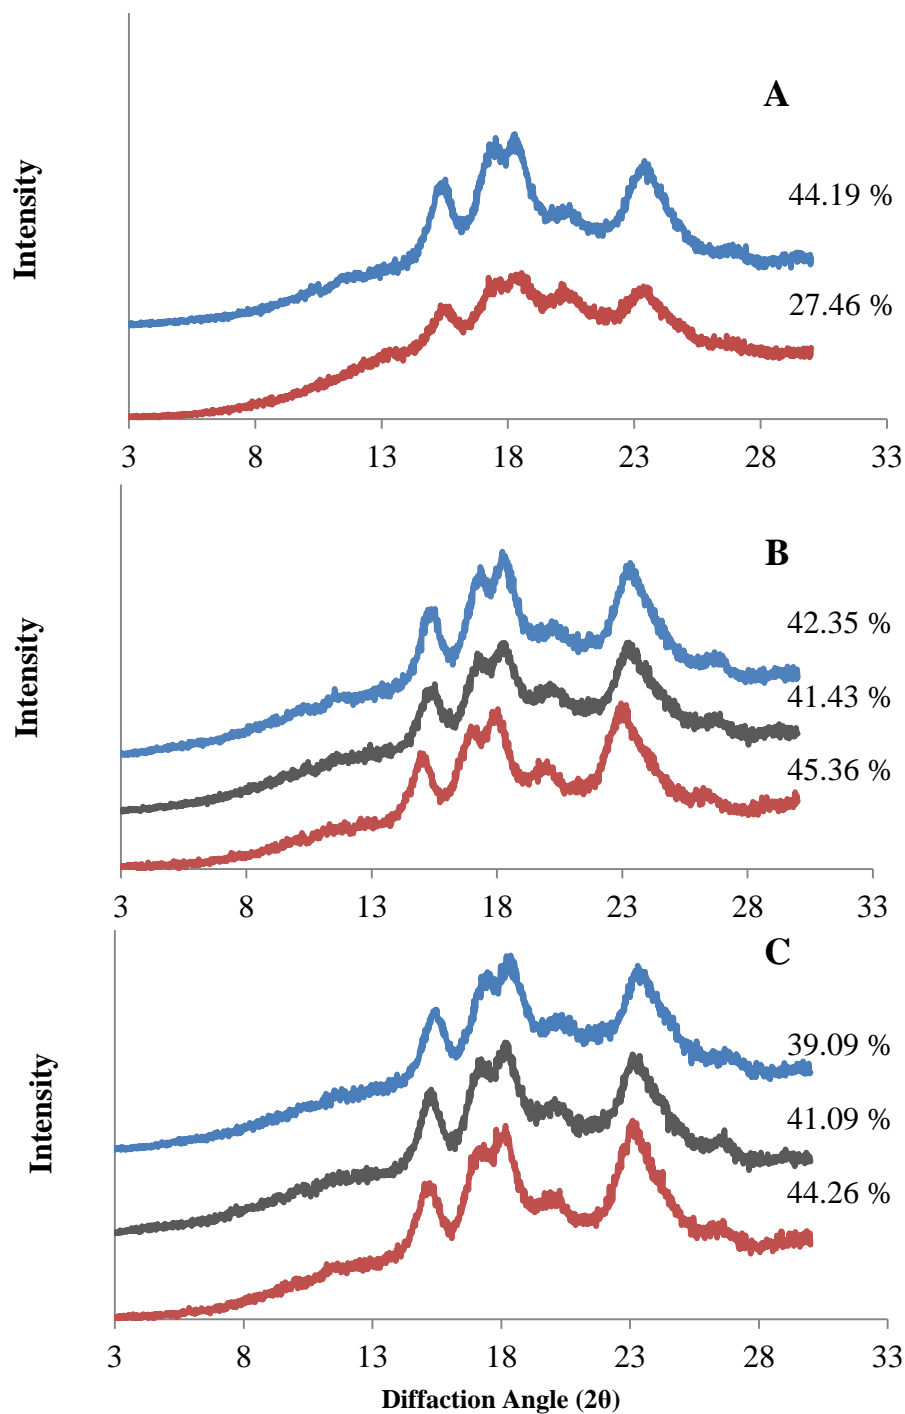 A
Intensity
44.19 %
27.46 %
3 8 13 18 23 28 33
B
Intensity
42.35 %
41.43 %
45.36 %
3 8 13 18 23 28 33
C
Intensity
39.09 %
41.09 %
44.26 %
3 8 13 18 23 28 33
Diffaction Angle (2θ)